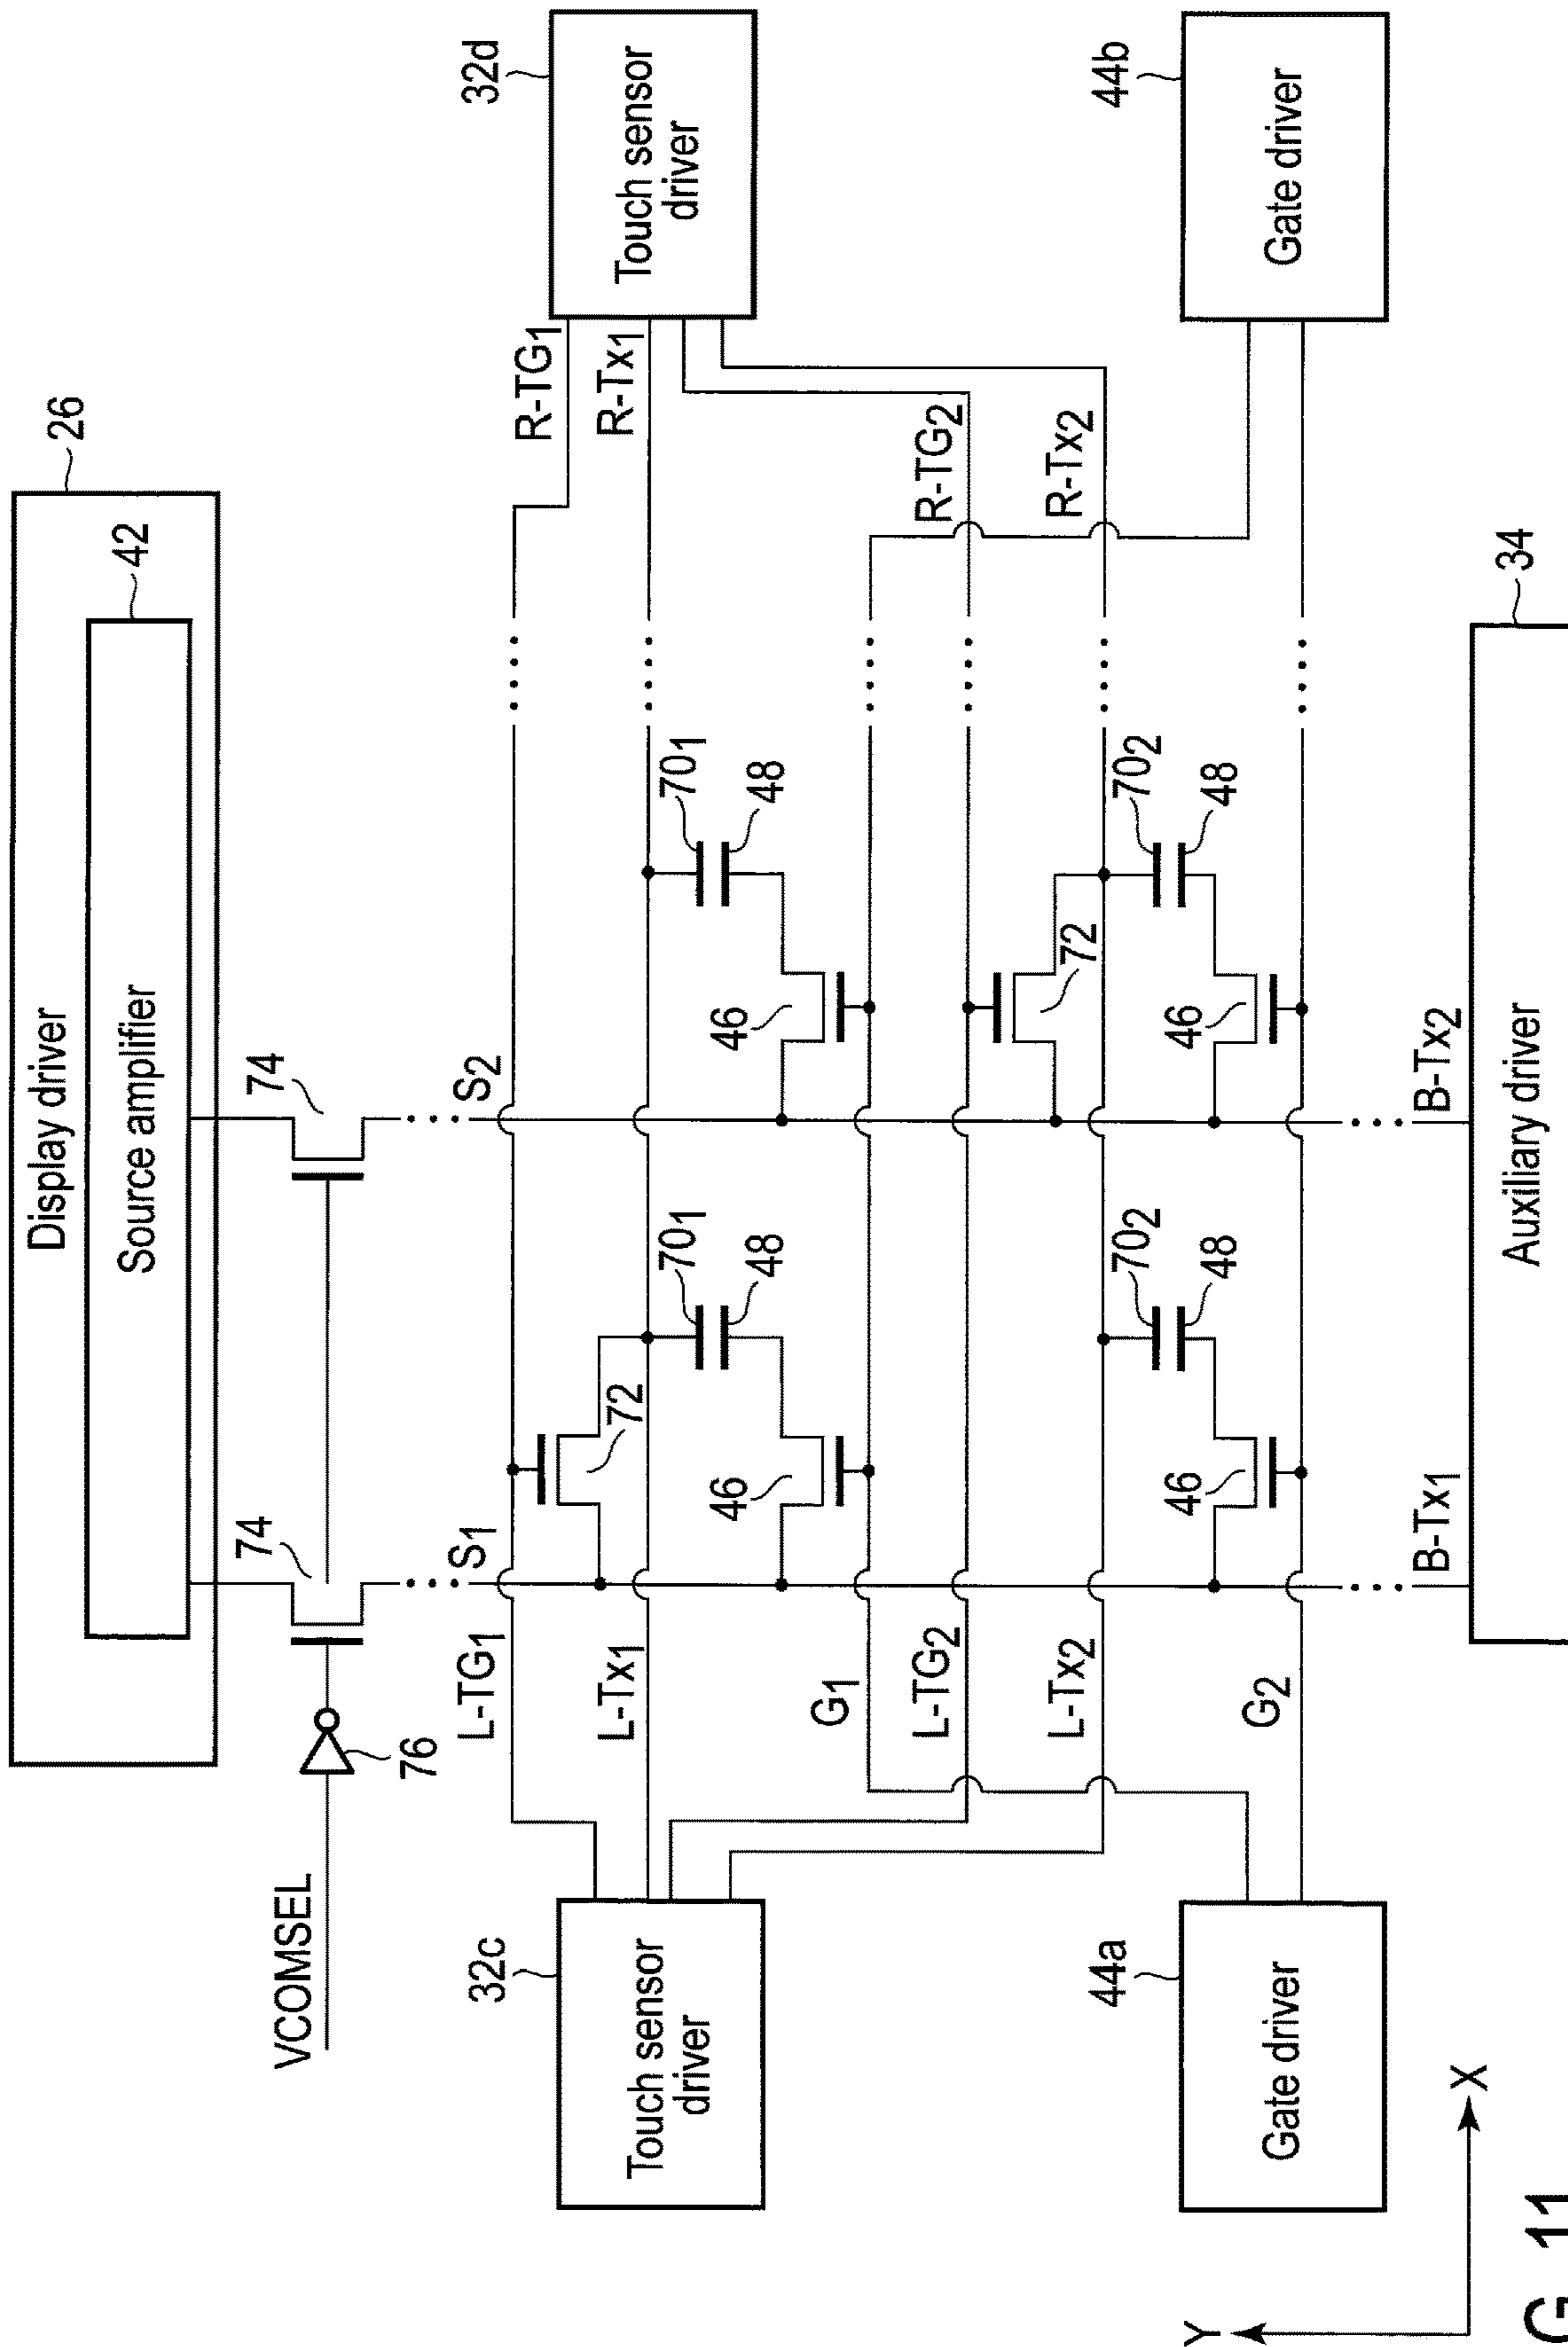 Display driver
26
Source amplifier
42
VCOMSEL
76
74
74
S1
S2
32c
Touch sensor
driver
32d
Touch sensor
driver
L-TG1
R-TG1
L-Tx1
R-Tx1
72
701
48
701
48
46
46
G1
L-TG2
R-TG2
L-Tx2
R-Tx2
72
702
48
702
48
46
46
G2
44a
Gate driver
44b
Gate driver
B-Tx1
B-Tx2
34
Auxiliary driver
Y
X
G. 11